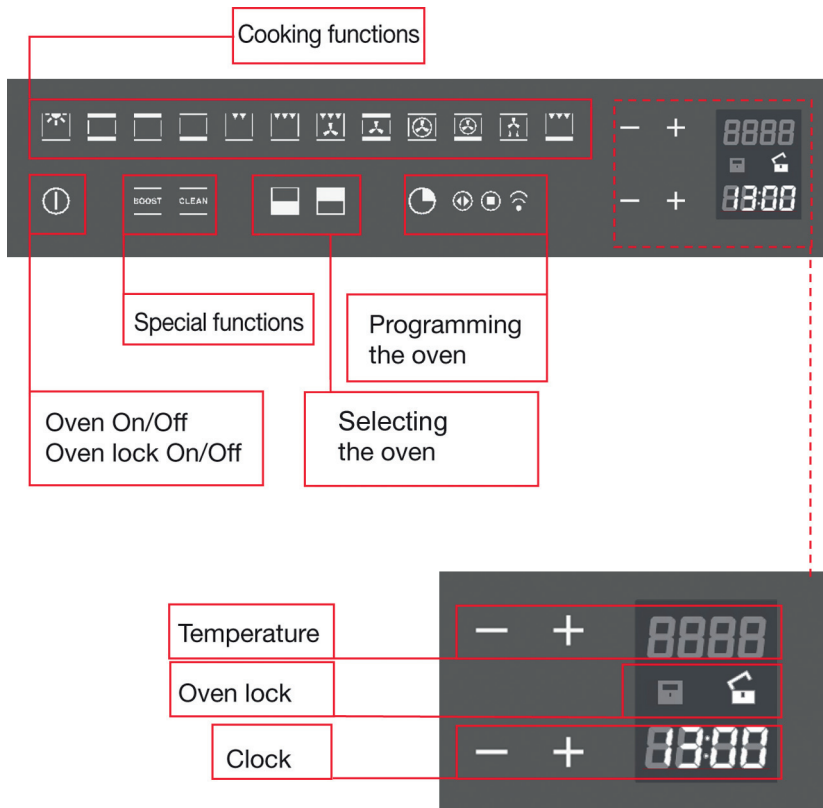 Cooking functions
8888
BOOST CLEAN
13:00
Special functions
Programming
the oven
Oven On/Off
Oven lock On/Off
Selecting
the oven
Temperature
8888
Oven lock
Clock
13:00